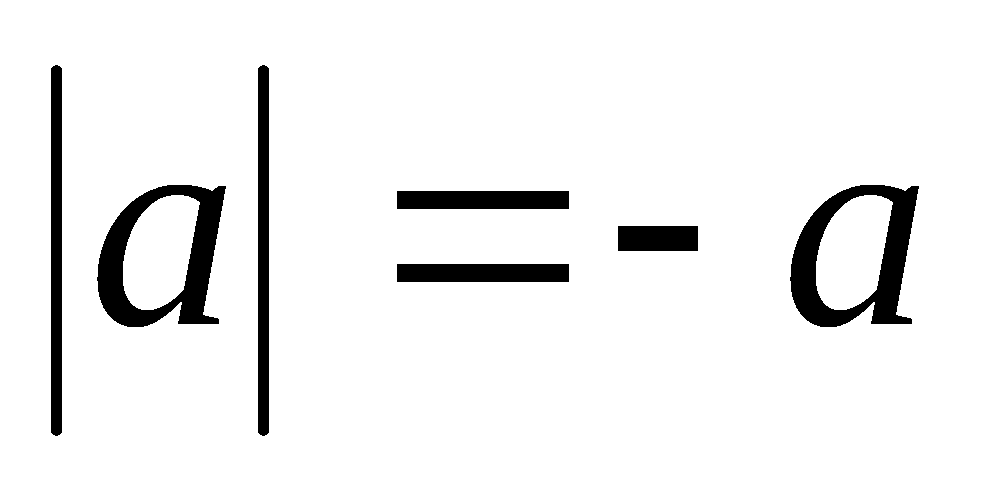 |a| = - a